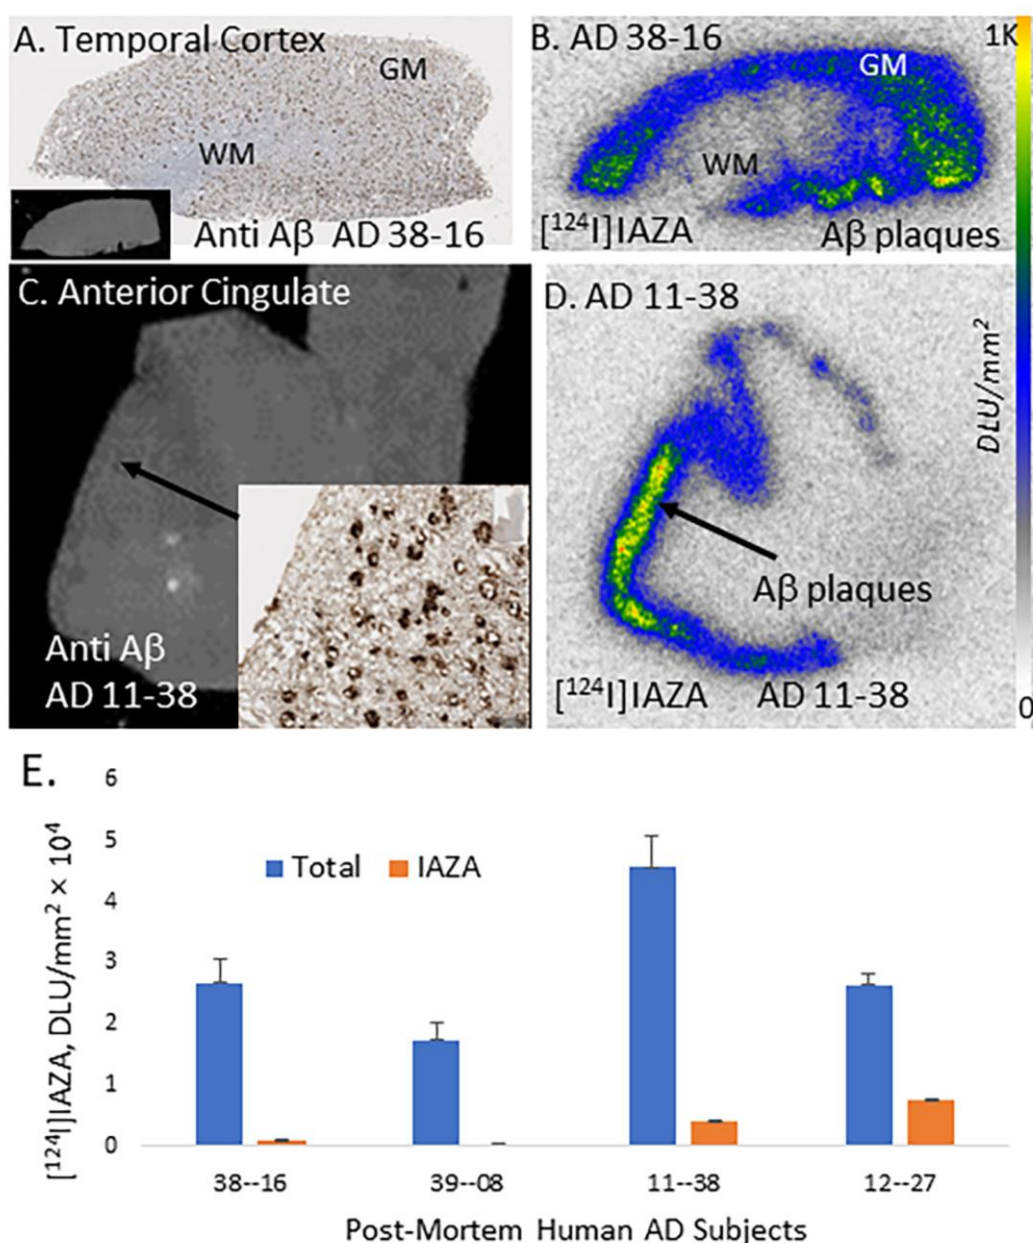 A. Temporal Cortex
GM
WM
Anti Aβ AD 38-16
B. AD 38-16
1K
GM
WM
[¹²⁴I]IAZA
Aβ plaques
C. Anterior Cingulate
Anti Aβ
AD 11-38
D. AD 11-38
DLU/mm²
Aβ plaques
[¹²⁴I]IAZA AD 11-38
0
E.
[¹²⁴I]IAZA, DLU/mm² × 10⁴
6
5
4
3
2
1
0
Total
IAZA
38--16
39--08
11--38
12--27
Post-Mortem Human AD Subjects